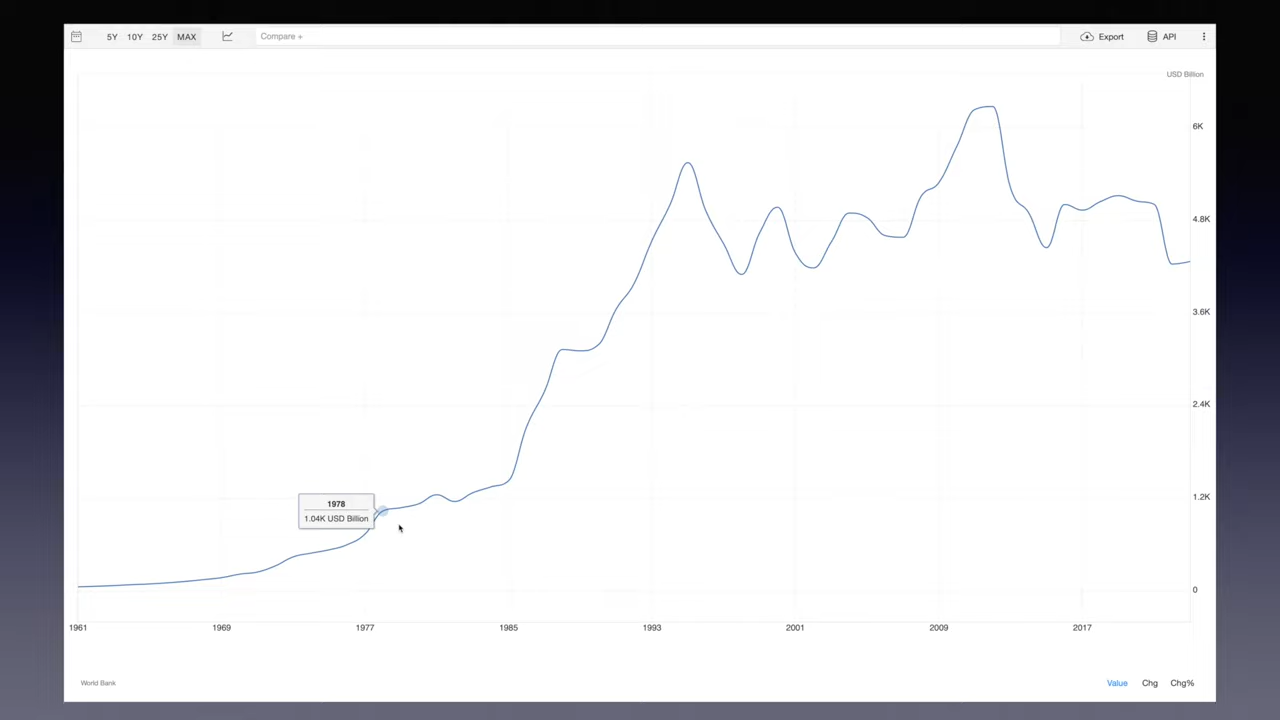 5Y 10Y 25Y MAX Compare + Export API
USD Billion
6K
4.8K
3.6K
2.4K
1.2K
0
1978
1.04K USD Billion
1961 1969 1977 1985 1993 2001 2009 2017
World Bank Value Chg Chg%